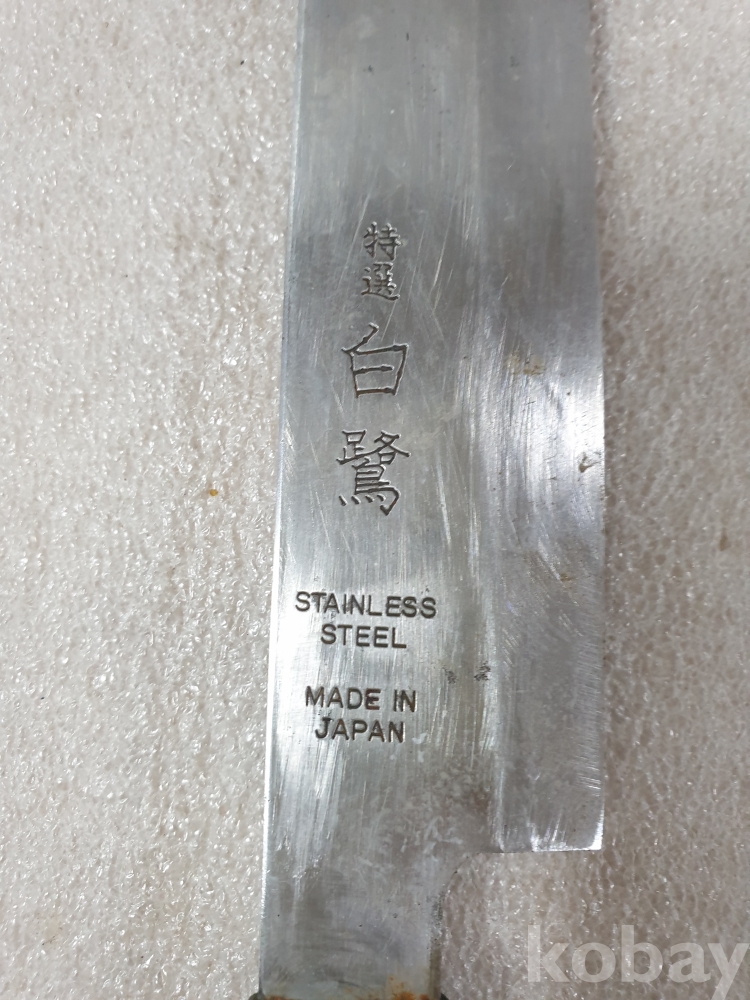 特選
白鷺
STAINLESS
STEEL
MADE IN
JAPAN
kobay